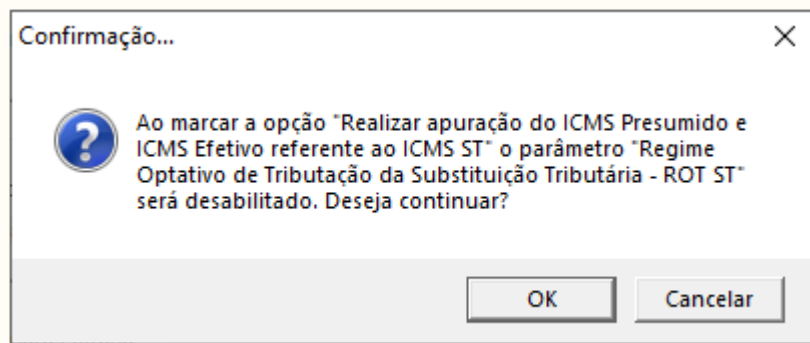 Confirmação...
Ao marcar a opção "Realizar apuração do ICMS Presumido e
ICMS Efetivo referente ao ICMS ST" o parâmetro "Regime
Optativo de Tributação da Substituição Tributária - ROT ST"
será desabilitado. Deseja continuar?
OK
Cancelar